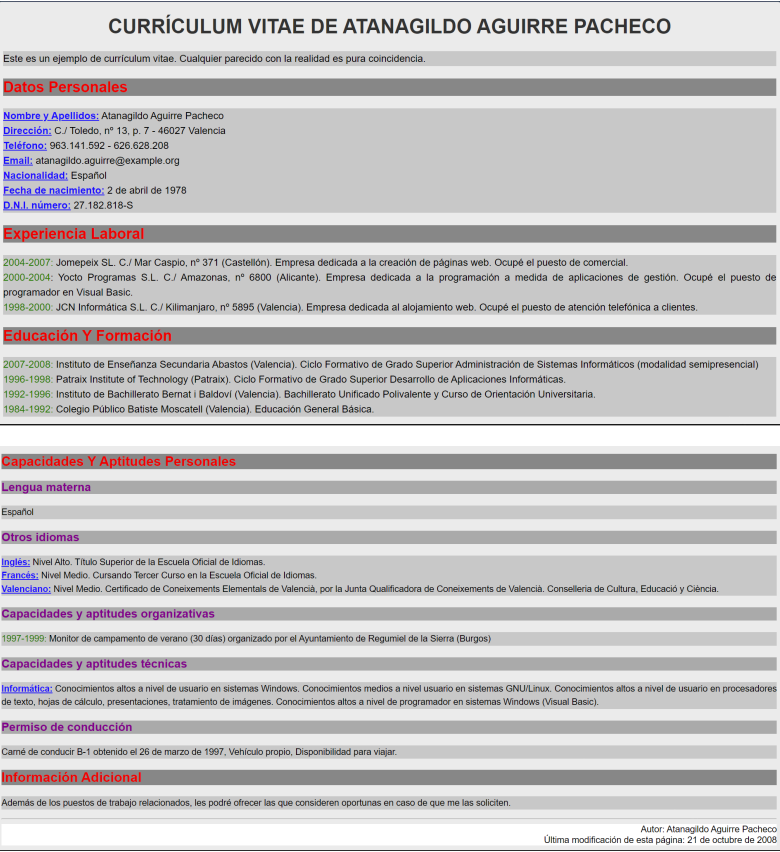 CURRÍCULUM VITAE DE ATANAGILDO AGUIRRE PACHECO
Este es un ejemplo de currículum vitae. Cualquier parecido con la realidad es pura coincidencia.
Datos Personales
Nombre y Apellidos: Atanagildo Aguirre Pacheco
Dirección: C./ Toledo, nº 13, p. 7 - 46027 Valencia
Teléfono: 963.141.592 - 626.628.208
Email: atanagildo.aguirre@example.org
Nacionalidad: Español
Fecha de nacimiento: 2 de abril de 1978
D.N.I. número: 27.182.818-S
Experiencia Laboral
2004-2007: Jomepeix SL. C./ Mar Caspio, nº 371 (Castellón). Empresa dedicada a la creación de páginas web. Ocupé el puesto de comercial.
2000-2004: Yocto Programas S.L. C./ Amazonas, nº 6800 (Alicante). Empresa dedicada a la programación a medida de aplicaciones de gestión. Ocupé el puesto de
programador en Visual Basic.
1998-2000: JCN Informática S.L. C./ Kilimanjaro, nº 5895 (Valencia). Empresa dedicada al alojamiento web. Ocupé el puesto de atención telefónica a clientes.
Educación Y Formación
2007-2008: Instituto de Enseñanza Secundaria Abastos (Valencia). Ciclo Formativo de Grado Superior Administración de Sistemas Informáticos (modalidad semipresencial)
1996-1998: Patraix Institute of Technology (Patraix). Ciclo Formativo de Grado Superior Desarrollo de Aplicaciones Informáticas.
1992-1996: Instituto de Bachillerato Bernat i Baldoví (Valencia). Bachillerato Unificado Polivalente y Curso de Orientación Universitaria.
1984-1992: Colegio Público Batiste Moscatell (Valencia). Educación General Básica.
Capacidades Y Aptitudes Personales
Lengua materna
Español
Otros idiomas
Inglés: Nivel Alto. Título Superior de la Escuela Oficial de Idiomas.
Francés: Nivel Medio. Cursando Tercer Curso en la Escuela Oficial de Idiomas.
Valenciano: Nivel Medio. Certificado de Coneixements Elementals de Valencià, por la Junta Qualificadora de Coneixements de Valencià. Conselleria de Cultura, Educació y Ciència.
Capacidades y aptitudes organizativas
1997-1999: Monitor de campamento de verano (30 días) organizado por el Ayuntamiento de Regumiel de la Sierra (Burgos)
Capacidades y aptitudes técnicas
Informática: Conocimientos altos a nivel de usuario en sistemas Windows. Conocimientos medios a nivel usuario en sistemas GNU/Linux. Conocimientos altos a nivel de usuario en procesadores
de texto, hojas de cálculo, presentaciones, tratamiento de imágenes. Conocimientos altos a nivel de programador en sistemas Windows (Visual Basic).
Permiso de conducción
Carné de conducir B-1 obtenido el 26 de marzo de 1997, Vehículo propio, Disponibilidad para viajar.
Información Adicional
Además de los puestos de trabajo relacionados, les podré ofrecer las que consideren oportunas en caso de que me las soliciten.
Autor: Atanagildo Aguirre Pacheco
Última modificación de esta página: 21 de octubre de 2008